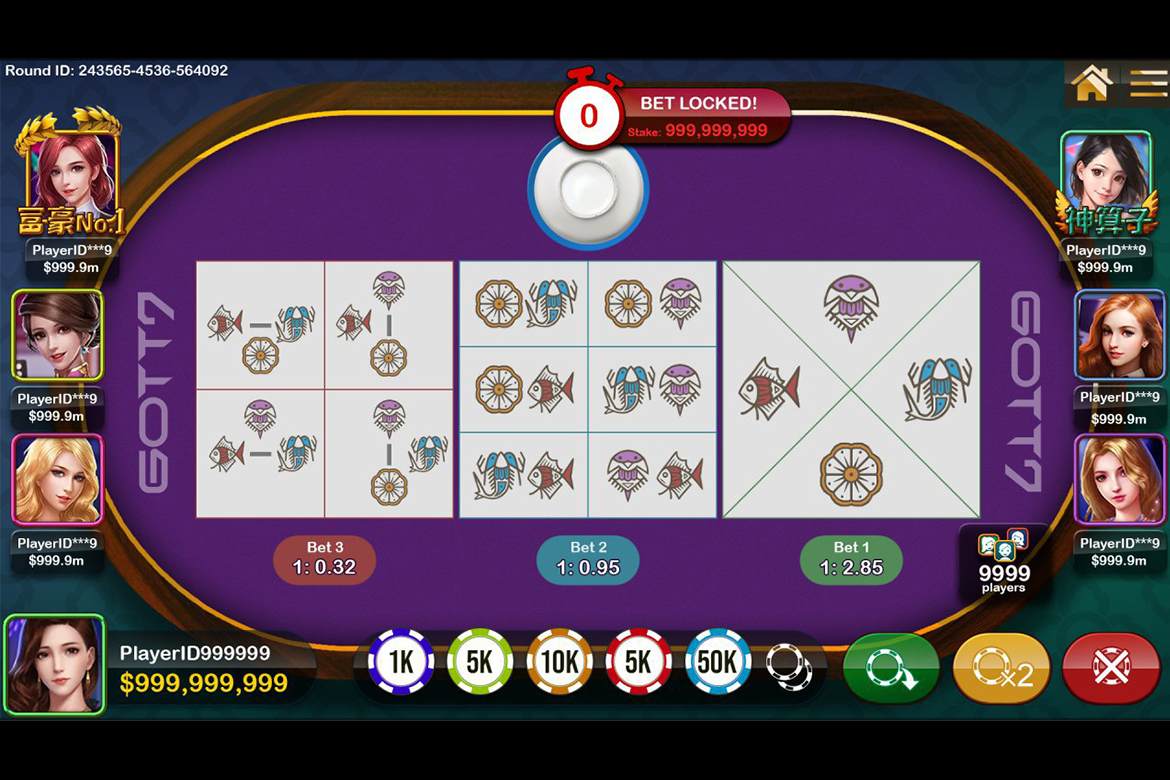 Round ID: 243565-4536-564092
0
BET LOCKED!
Stake: 999,999,999
富豪No.1
PlayerID***9
$999.9m
神算子
PlayerID***9
$999.9m
PlayerID***9
$999.9m
PlayerID***9
$999.9m
GOTT7
GOTT7
PlayerID***9
$999.9m
PlayerID***9
$999.9m
Bet 3
1: 0.32
Bet 2
1: 0.95
Bet 1
1: 2.85
9999
players
PlayerID999999
$999,999,999
1K
5K
10K
5K
50K
x2